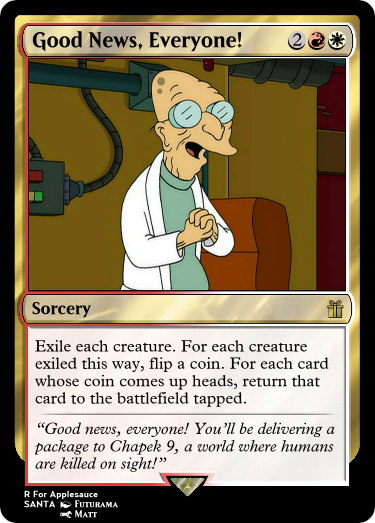 Good News, Everyone! 2
Sorcery
Exile each creature. For each creature
exiled this way, flip a coin. For each card
whose coin comes up heads, return that
card to the battlefield tapped.
“Good news, everyone! You'll be delivering a
package to Chapek 9, a world where humans
are killed on sight!”
R For Applesauce
SANTA Futurama
Matt